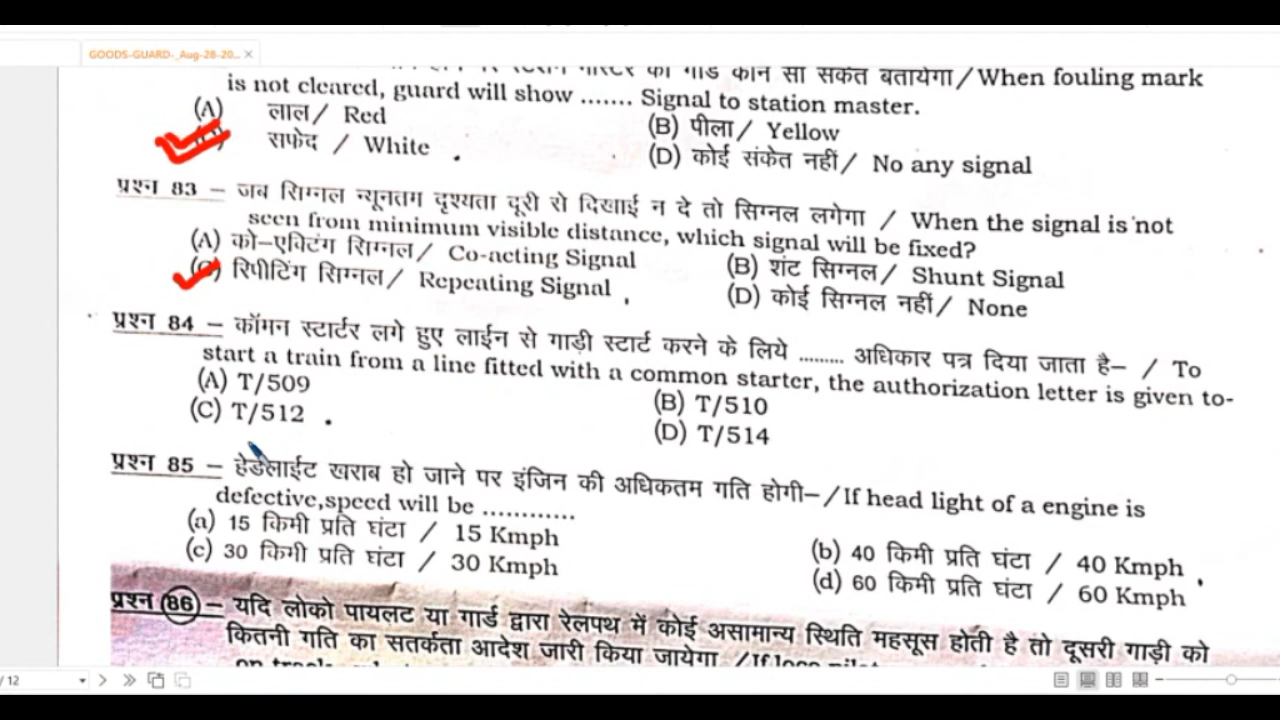 GOODS-GUARD-_Aug-28-20... ×
को गार्ड कौन सा संकेत बतायेगा / When fouling mark
is not cleared, guard will show ....... Signal to station master.
(A) लाल / Red
(B) पीला / Yellow
सफेद / White
(D) कोई संकेत नहीं / No any signal
प्रश्न 83 – जब सिग्नल न्यूनतम दृश्यता दूरी से दिखाई न दे तो सिग्नल लगेगा / When the signal is not
seen from minimum visible distance, which signal will be fixed?
(A) को–एक्टिंग सिग्नल / Co-acting Signal
(B) शंट सिग्नल / Shunt Signal
(C) रिपीटिंग सिग्नल / Repeating Signal
(D) कोई सिग्नल नहीं / None
प्रश्न 84 – कॉमन स्टार्टर लगे हुए लाईन से गाड़ी स्टार्ट करने के लिये ......... अधिकार पत्र दिया जाता है– / To
start a train from a line fitted with a common starter, the authorization letter is given to-
(A) T/509
(B) T/510
(C) T/512
(D) T/514
प्रश्न 85 – हेडलाईट खराब हो जाने पर इंजिन की अधिकतम गति होगी–/If head light of a engine is
defective,speed will be ............
(a) 15 किमी प्रति घंटा / 15 Kmph
(b) 40 किमी प्रति घंटा / 40 Kmph
(c) 30 किमी प्रति घंटा / 30 Kmph
(d) 60 किमी प्रति घंटा / 60 Kmph
प्रश्न 86 – यदि लोको पायलट या गार्ड द्वारा रेलपथ में कोई असामान्य स्थिति महसूस होती है तो दूसरी गाड़ी को
कितनी गति का सतर्कता आदेश जारी किया जायेगा /If loco pilot
/ 12